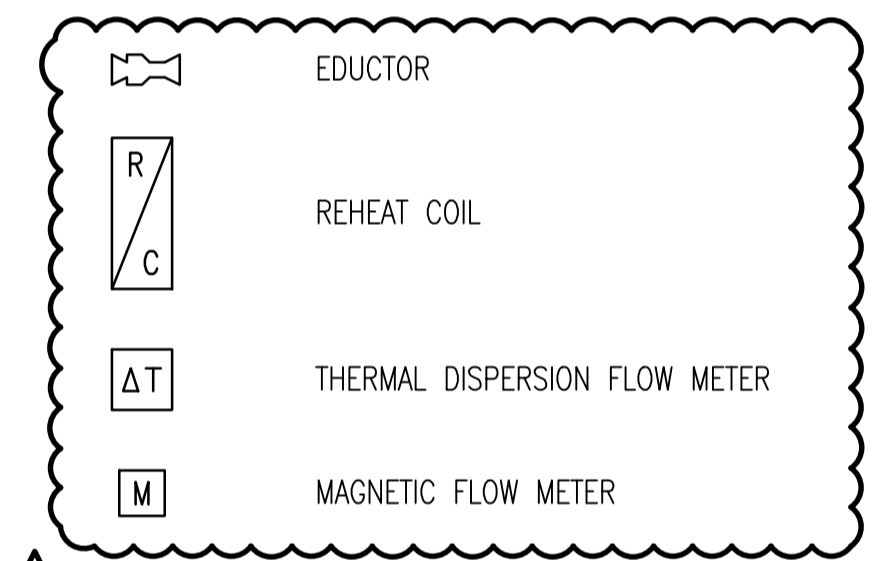 EDUCTOR
R
C
REHEAT COIL
ΔT
THERMAL DISPERSION FLOW METER
M
MAGNETIC FLOW METER